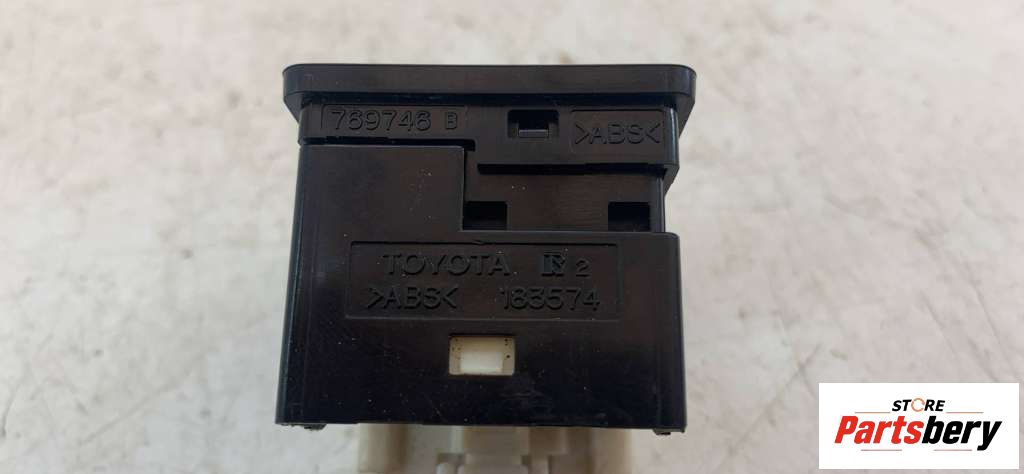 769746 B >ABS<
TOYOTA 2
>ABS< 183574
STORE
Partsbery